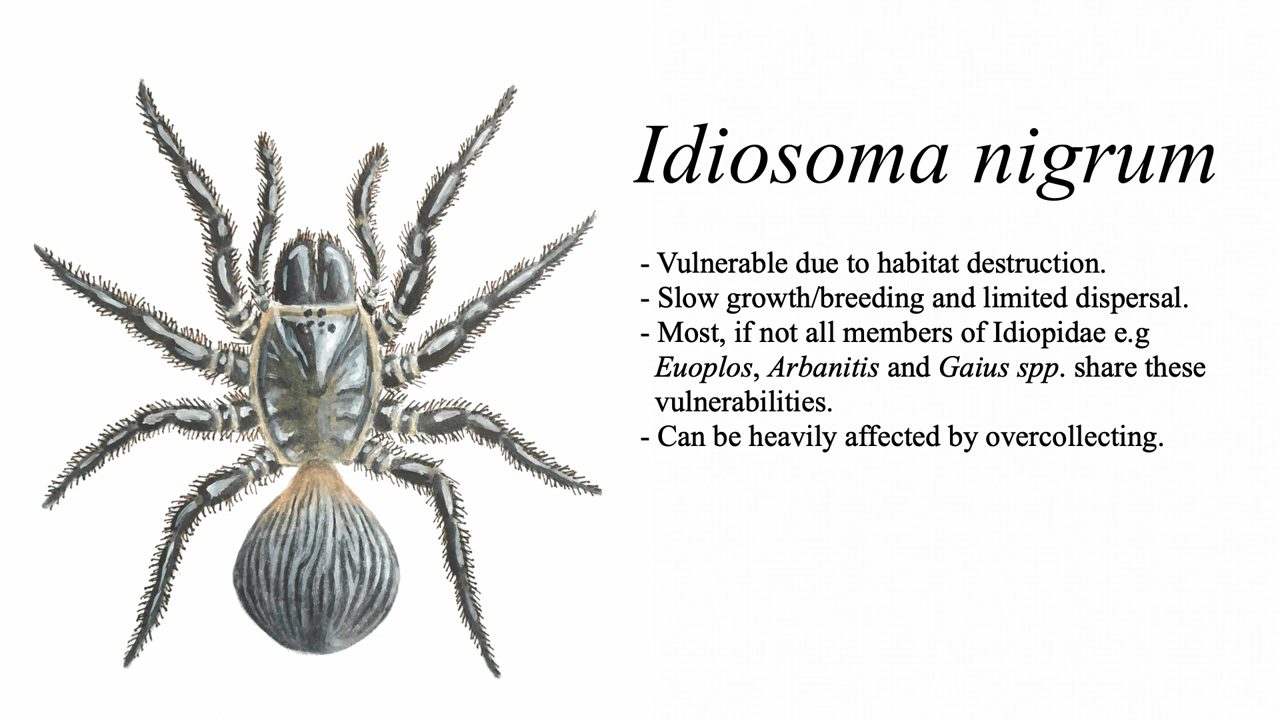 Idiosoma nigrum
- Vulnerable due to habitat destruction.
- Slow growth/breeding and limited dispersal.
- Most, if not all members of Idiopidae e.g
Euoplos, Arbanitis and Gaius spp. share these
vulnerabilities.
- Can be heavily affected by overcollecting.